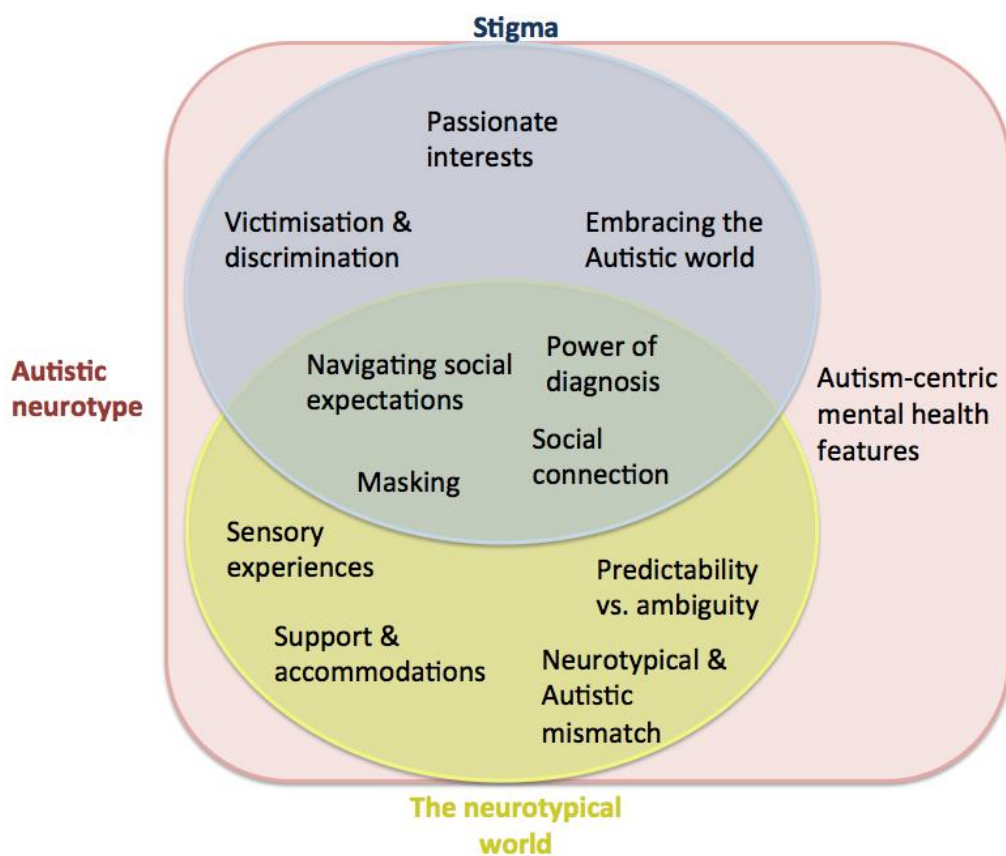 Stigma
Passionate
interests
Victimisation &
discrimination
Embracing the
Autistic world
Autistic
neurotype
Navigating social
expectations
Power of
diagnosis
Autism-centric
mental health
features
Masking
Social
connection
Sensory
experiences
Predictability
vs. ambiguity
Support &
accommodations
Neurotypical &
Autistic
mismatch
The neurotypical
world